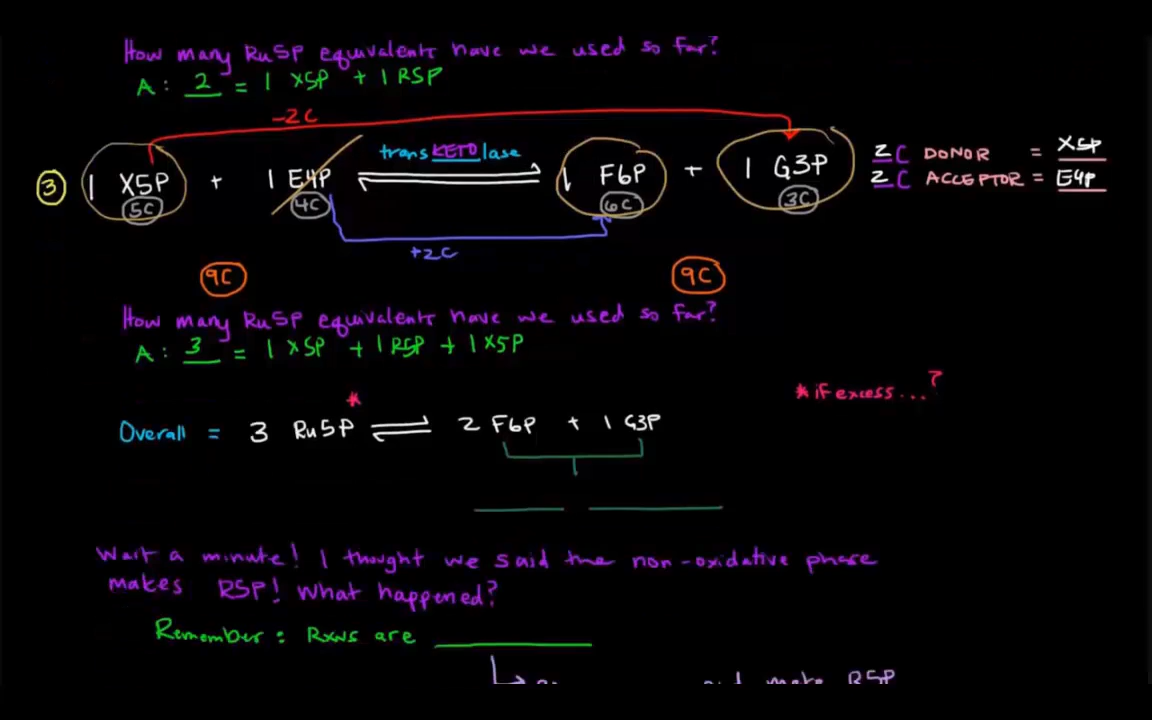 How many Ru5P equivalents have we used so far?
A: 2 = 1 X5P + 1 R5P
-2C
transKETOlase
3 1 X5P + 1 E4P 1 F6P + 1 G3P
2C DONOR = X5P
2C ACCEPTOR = E4P
5C 4C 6C 3C
+2C
9C 9C
How many Ru5P equivalents have we used so far?
A: 3 = 1 X5P + 1 R5P + 1 X5P
* if excess...?
*
Overall = 3 Ru5P ⇌ 2 F6P + 1 G3P
Wait a minute! I thought we said the non-oxidative phase
makes R5P! What happened?
Remember: Rxns are
make R5P